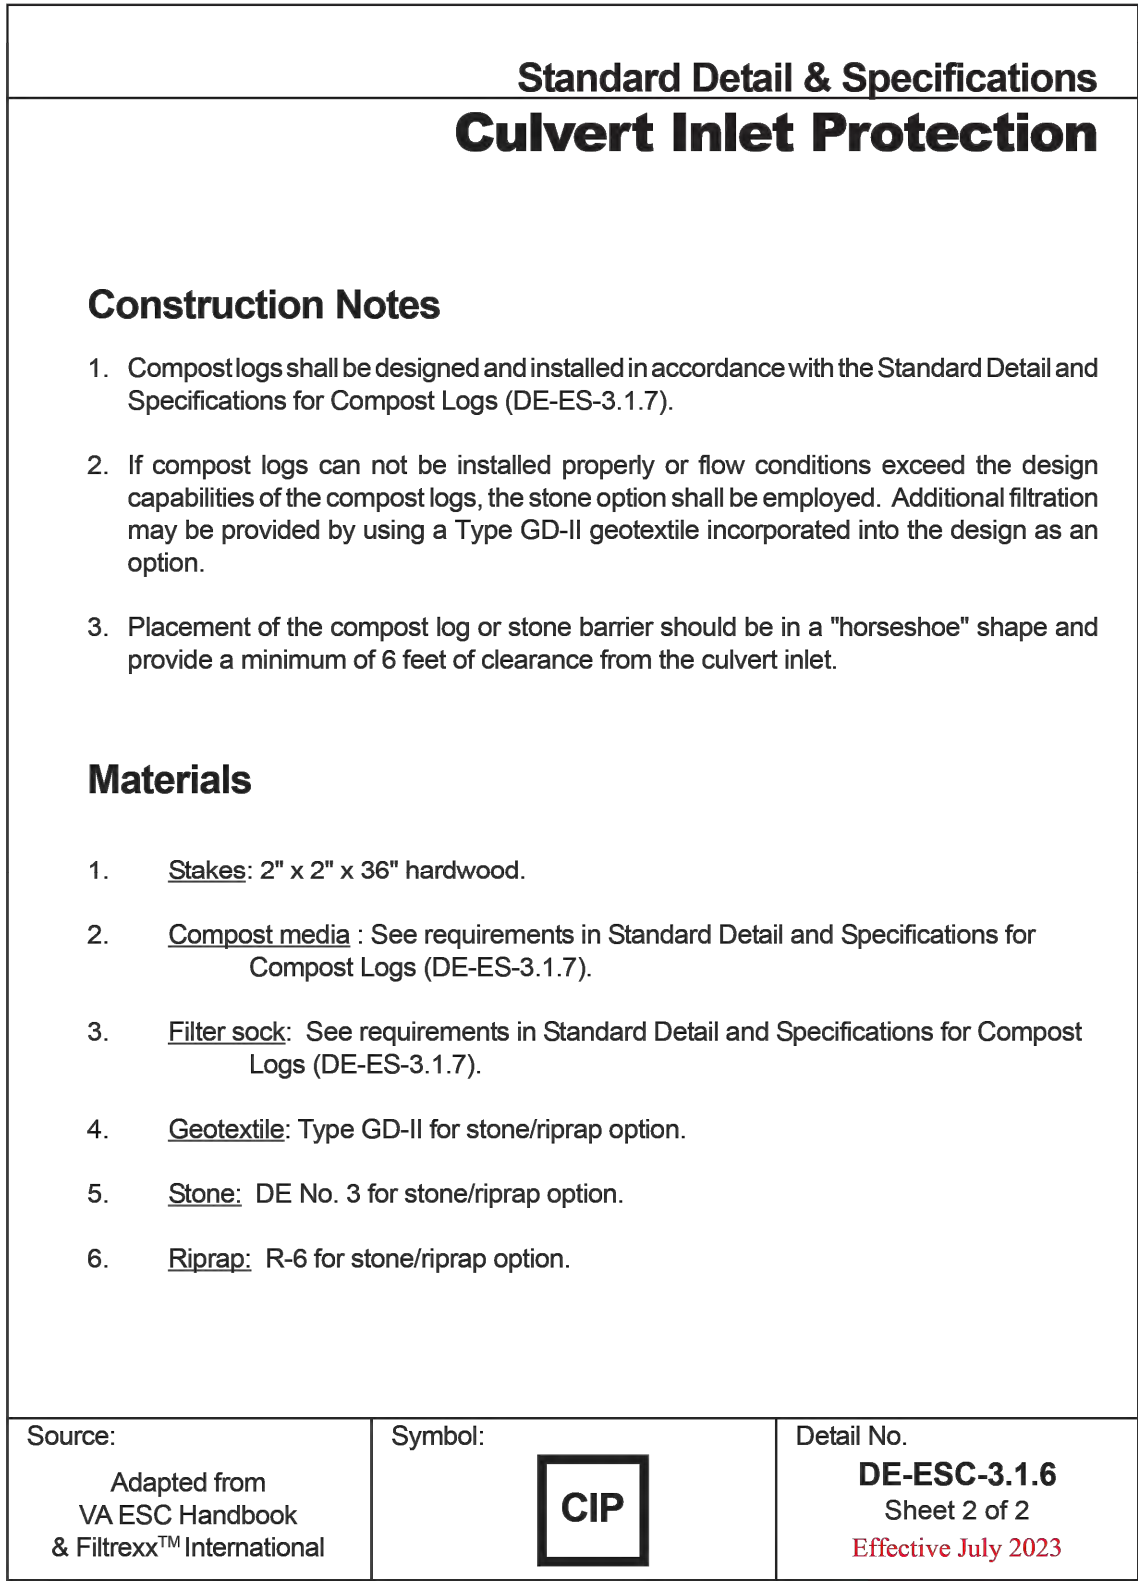 Standard Detail & Specifications
Culvert Inlet Protection
Construction Notes
1. Compost logs shall be designed and installed in accordance with the Standard Detail and
Specifications for Compost Logs (DE-ES-3.1.7).
2. If compost logs can not be installed properly or flow conditions exceed the design
capabilities of the compost logs, the stone option shall be employed. Additional filtration
may be provided by using a Type GD-II geotextile incorporated into the design as an
option.
3. Placement of the compost log or stone barrier should be in a "horseshoe" shape and
provide a minimum of 6 feet of clearance from the culvert inlet.
Materials
1. Stakes: 2" x 2" x 36" hardwood.
2. Compost media : See requirements in Standard Detail and Specifications for
Compost Logs (DE-ES-3.1.7).
3. Filter sock: See requirements in Standard Detail and Specifications for Compost
Logs (DE-ES-3.1.7).
4. Geotextile: Type GD-II for stone/riprap option.
5. Stone: DE No. 3 for stone/riprap option.
6. Riprap: R-6 for stone/riprap option.
Source:
Adapted from
VA ESC Handbook
& Filtrexx™ International
Symbol:
CIP
Detail No.
DE-ESC-3.1.6
Sheet 2 of 2
Effective July 2023